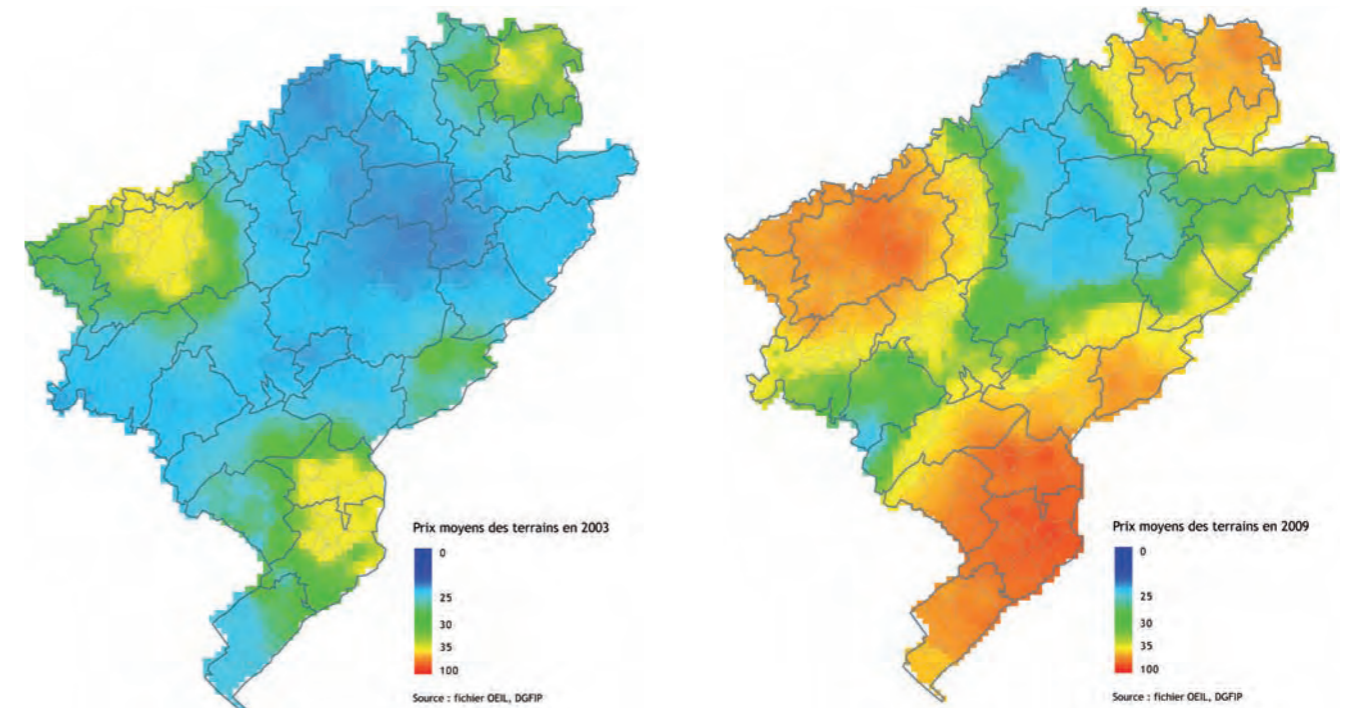 Prix moyens des terrains en 2003
0
25
30
35
100
Source : fichier OEIL, DGFIP
Prix moyens des terrains en 2009
0
25
30
35
100
Source : fichier OEIL, DGFIP